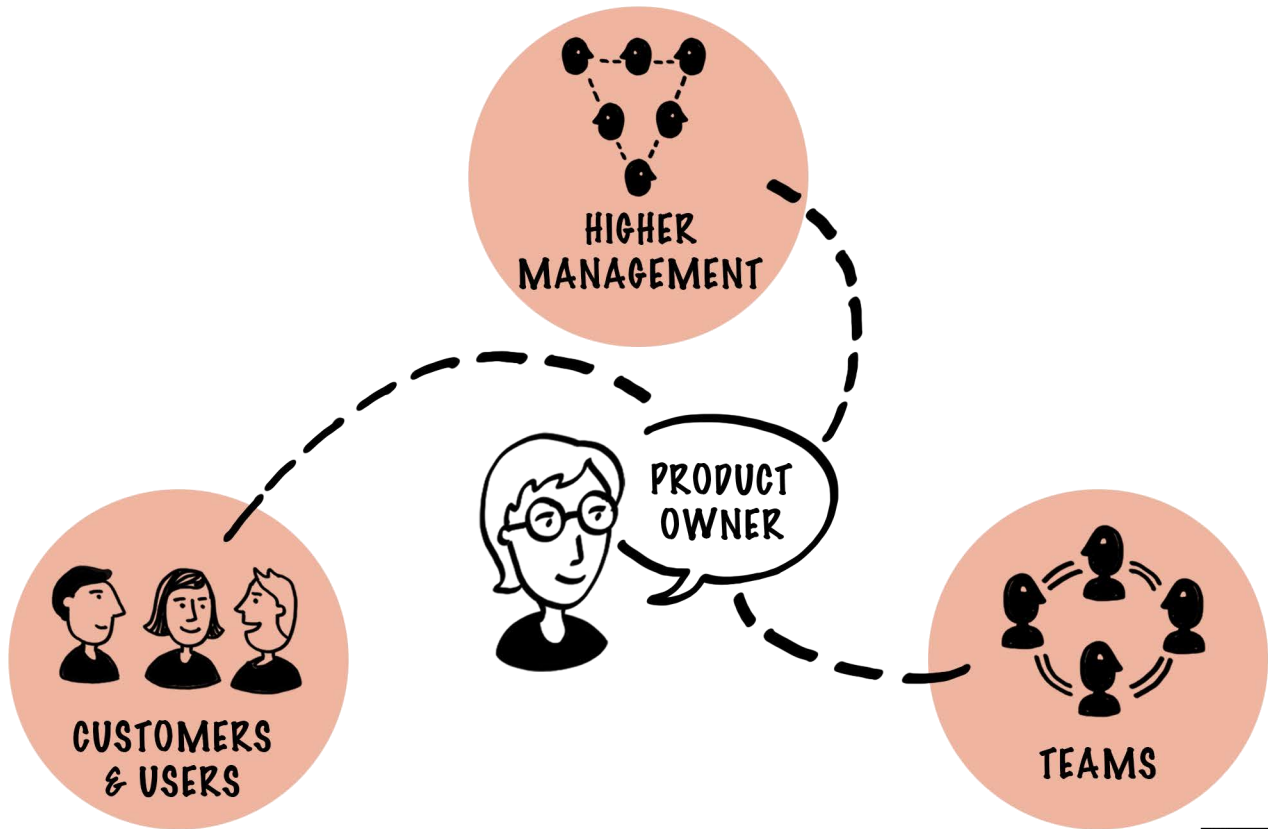 HIGHER
MANAGEMENT
PRODUCT
OWNER
CUSTOMERS
& USERS
TEAMS